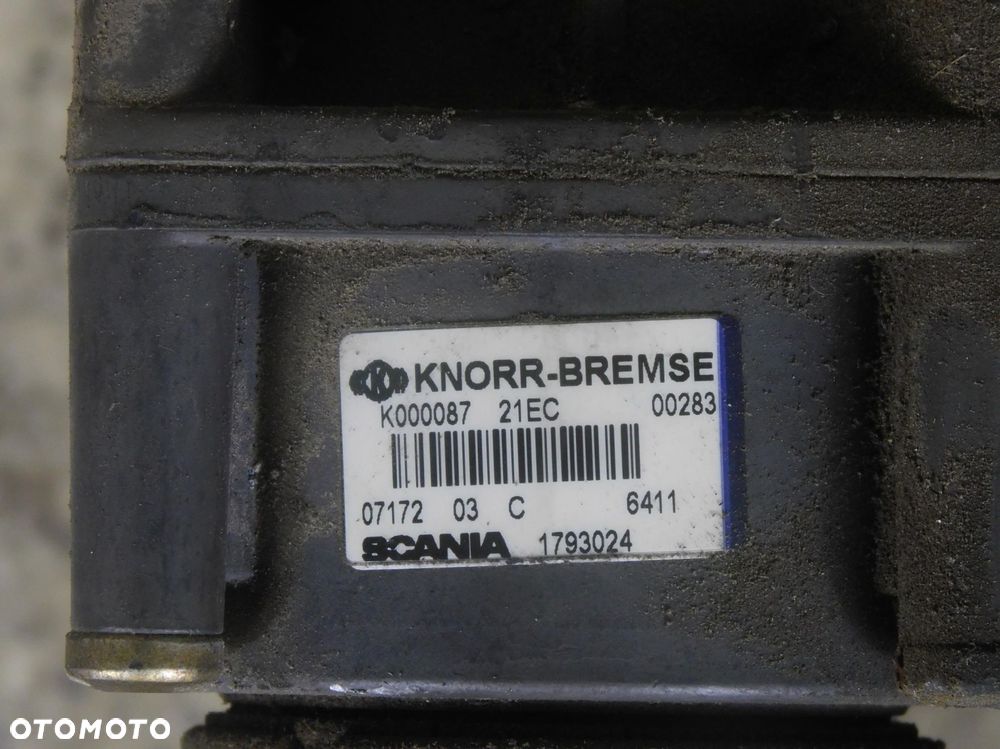 KNORR-BREMSE
K000087 21EC 00283
07172 03 C 6411
SCANIA 1793024
OTOMOTO